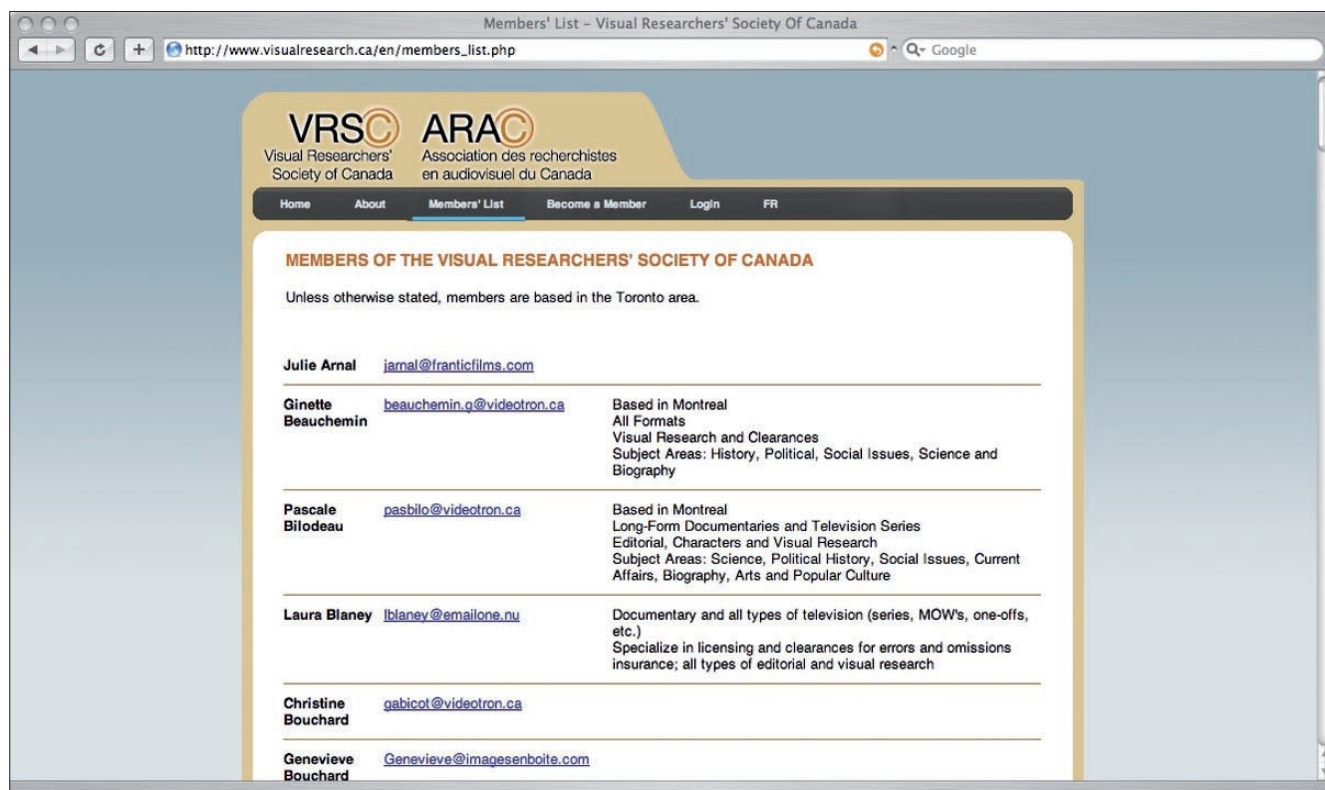 Members' List – Visual Researchers' Society Of Canada
http://www.visualresearch.ca/en/members_list.php
Google
VRSC ARAC
Visual Researchers' Association des recherchistes
Society of Canada en audiovisuel du Canada
Home About Members' List Become a Member Login FR
MEMBERS OF THE VISUAL RESEARCHERS' SOCIETY OF CANADA
Unless otherwise stated, members are based in the Toronto area.
Julie Arnal jarnal@franticfilms.com
Ginette beauchemin.g@videotron.ca Based in Montreal
Beauchemin All Formats
Visual Research and Clearances
Subject Areas: History, Political, Social Issues, Science and
Biography
Pascale pasbilo@videotron.ca Based in Montreal
Bilodeau Long-Form Documentaries and Television Series
Editorial, Characters and Visual Research
Subject Areas: Science, Political History, Social Issues, Current
Affairs, Biography, Arts and Popular Culture
Laura Blaney lblaney@emailone.nu Documentary and all types of television (series, MOW's, one-offs,
etc.)
Specialize in licensing and clearances for errors and omissions
insurance; all types of editorial and visual research
Christine gabicot@videotron.ca
Bouchard
Genevieve Genevieve@imagesenboite.com
Bouchard